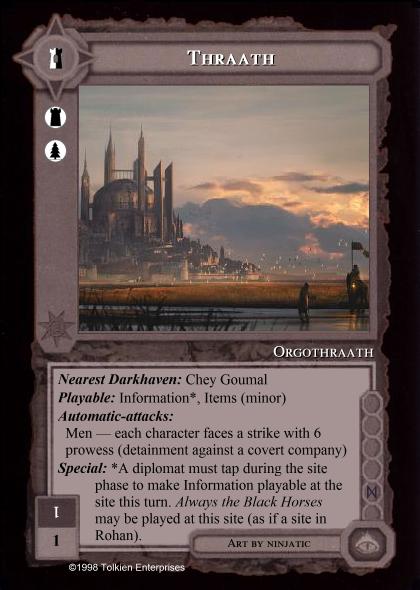 THRAATH
ORGOTHRAATH
Nearest Darkhaven: Chey Goumal
Playable: Information*, Items (minor)
Automatic-attacks:
Men — each character faces a strike with 6
prowess (detainment against a covert company)
Special: *A diplomat must tap during the site
phase to make Information playable at the
site this turn. Always the Black Horses
may be played at this site (as if a site in
Rohan).
I
1
ART BY NINJATIC
©1998 Tolkien Enterprises